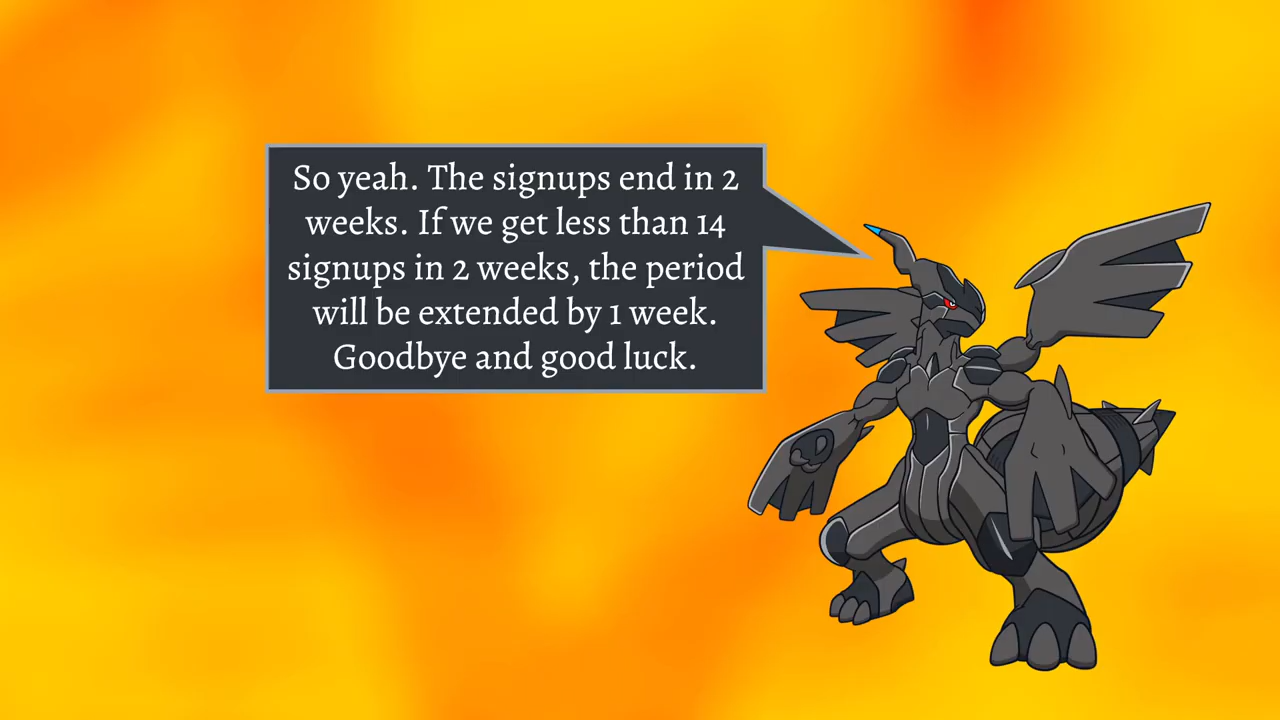 So yeah. The signups end in 2
weeks. If we get less than 14
signups in 2 weeks, the period
will be extended by 1 week.
Goodbye and good luck.